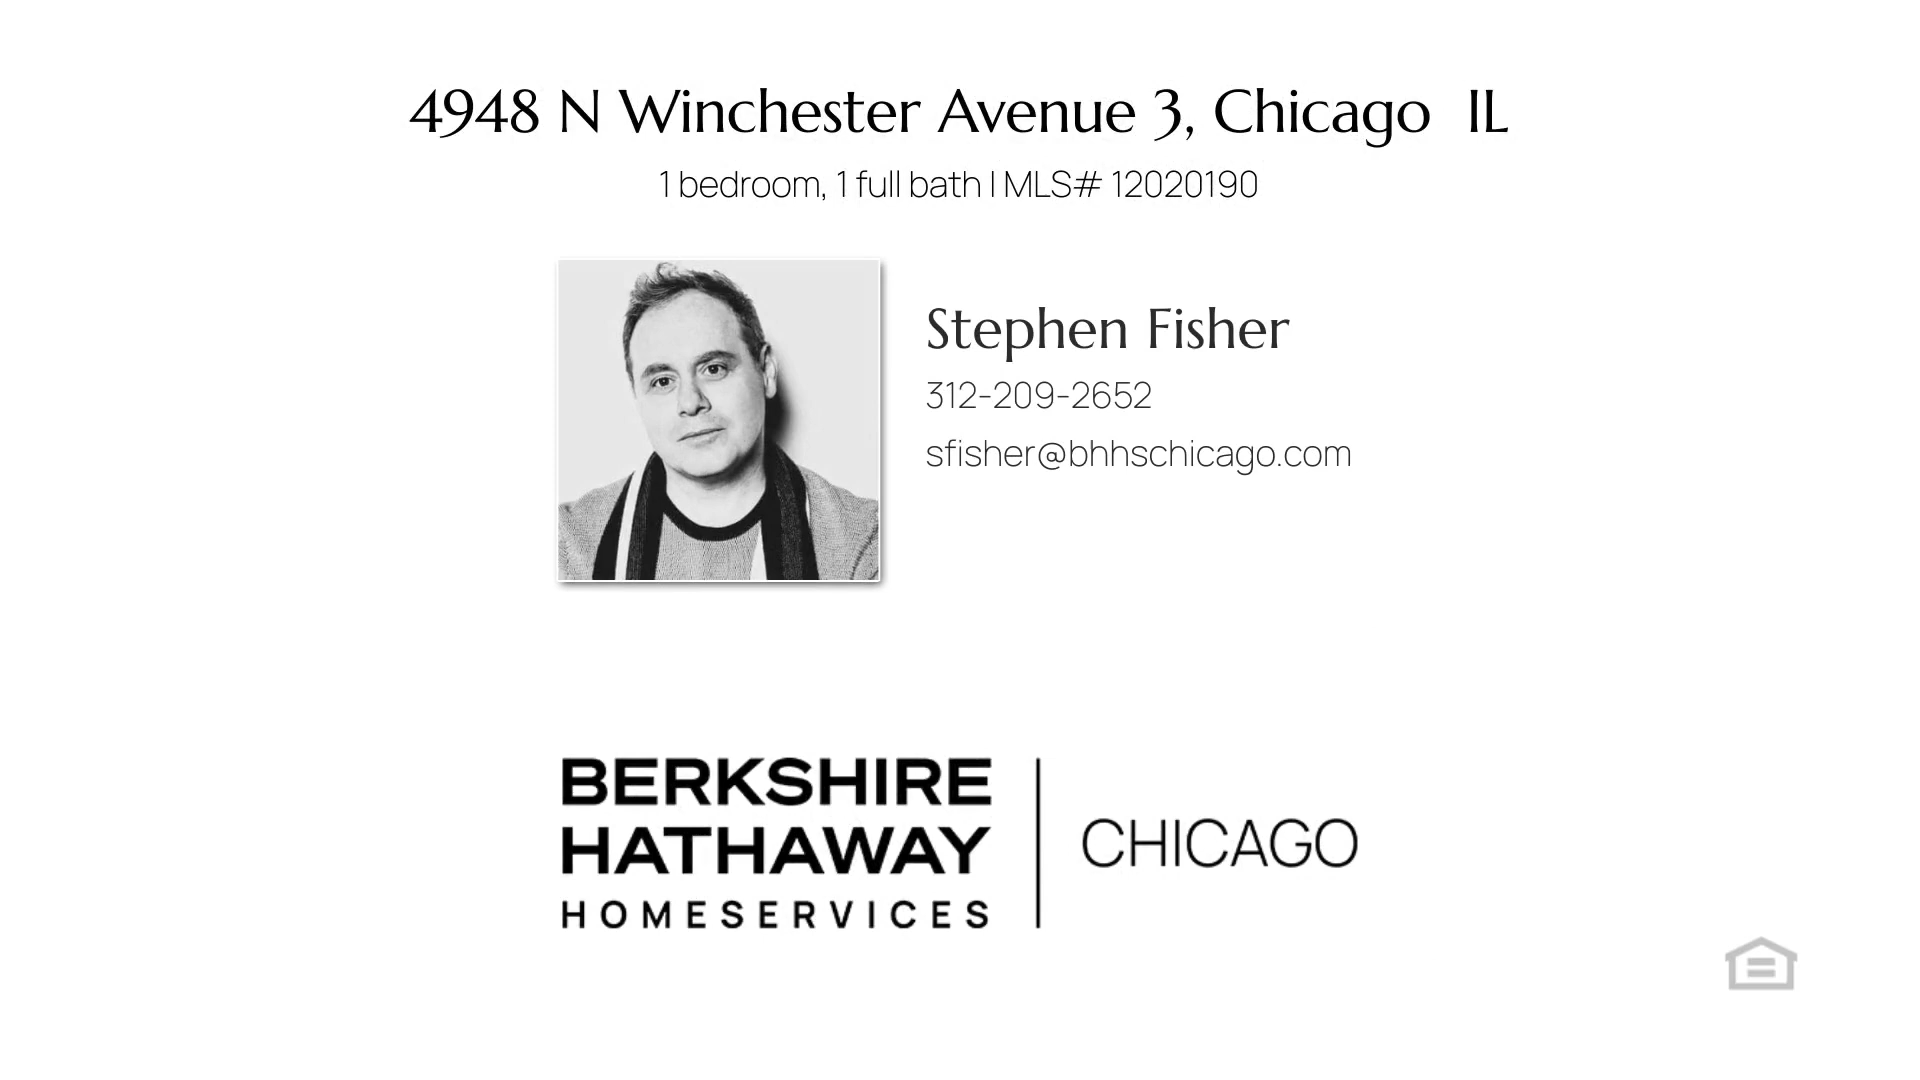 4948 N Winchester Avenue 3, Chicago  IL
1 bedroom, 1 full bath | MLS# 12020190
Stephen Fisher
312-209-2652
sfisher@bhhschicago.com
BERKSHIRE
HATHAWAY
HOMESERVICES
CHICAGO